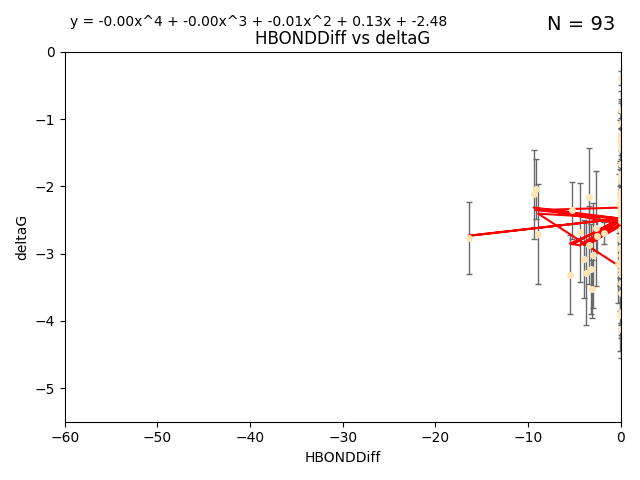 y = -0.00x^4 + -0.00x^3 + -0.01x^2 + 0.13x + -2.48
N = 93
HBONDDiff vs deltaG
0
−1
−2
−3
−4
−5
deltaG
−60
−50
−40
−30
−20
−10
0
HBONDDiff